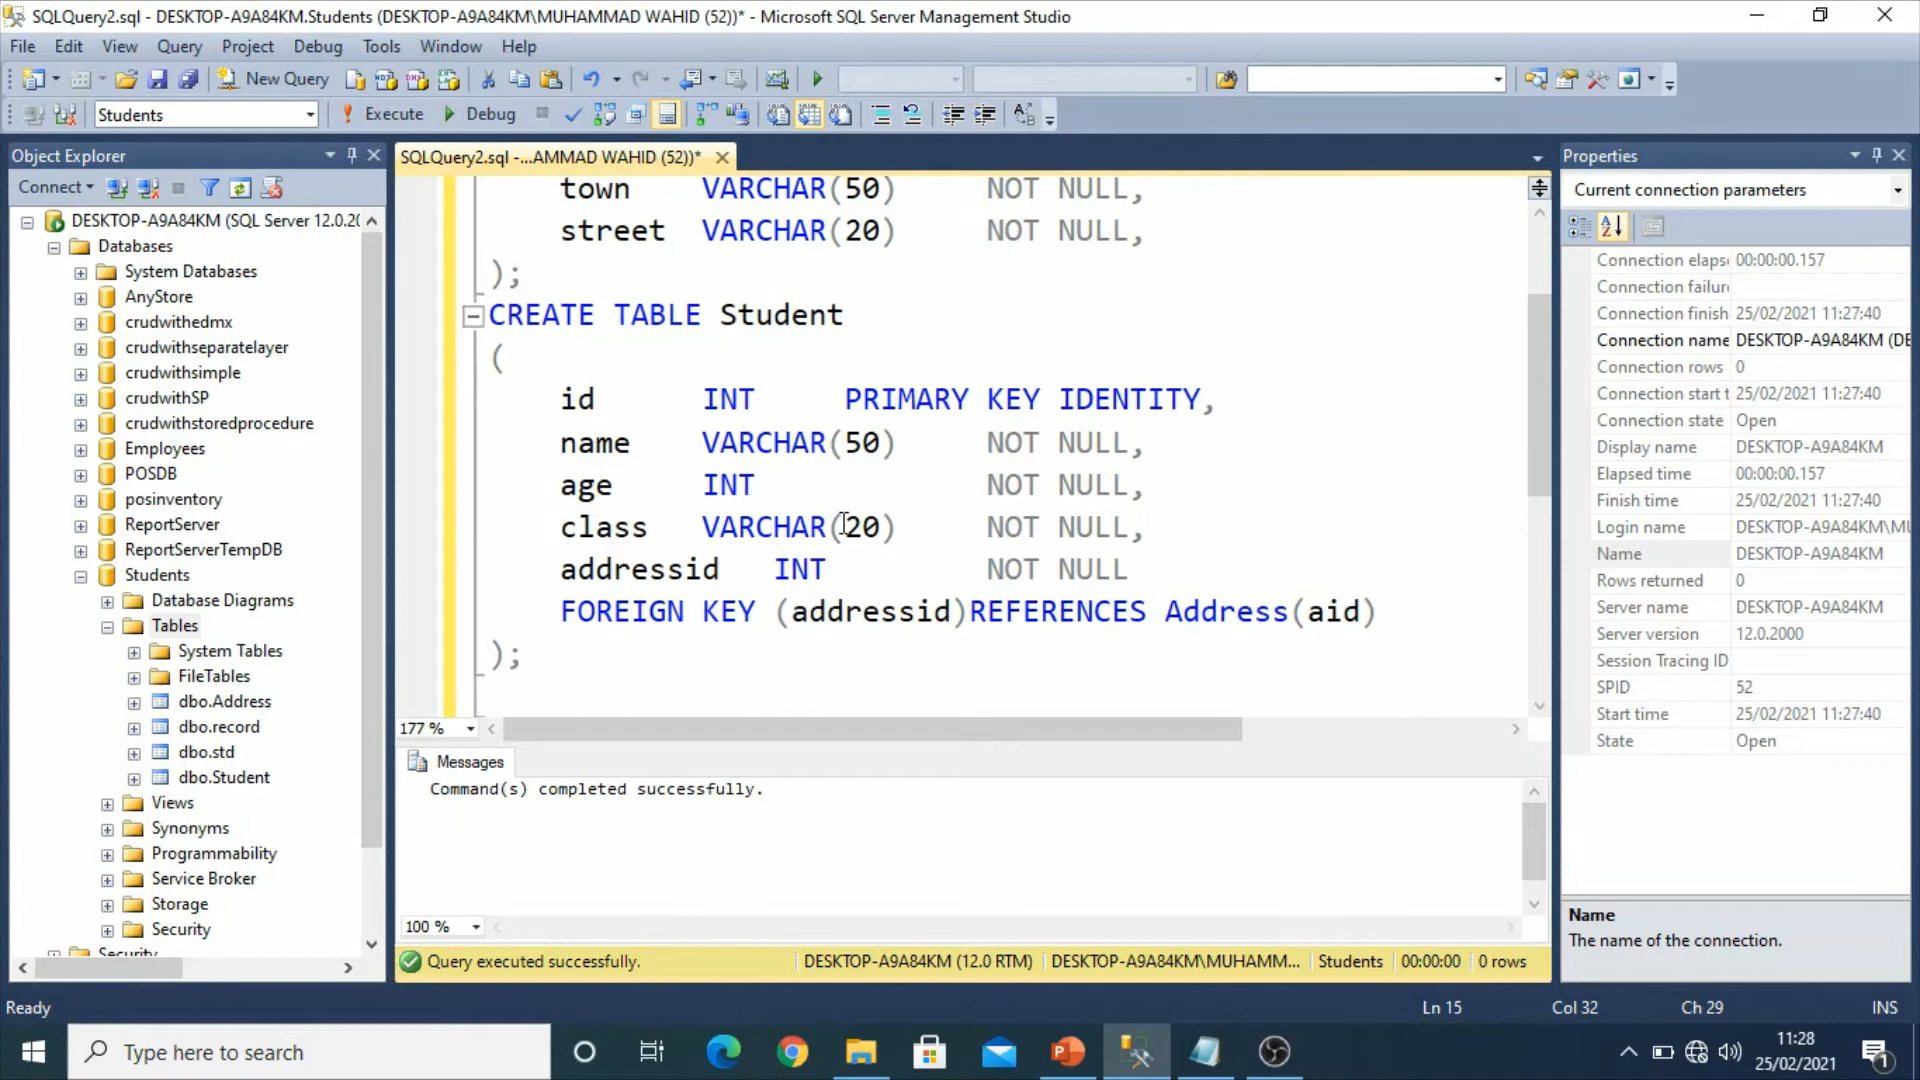 SQLQuery2.sql - DESKTOP-A9A84KM.Students (DESKTOP-A9A84KM\MUHAMMAD WAHID (52))* - Microsoft SQL Server Management Studio
File Edit View Query Project Debug Tools Window Help
New Query
Students Execute Debug
Object Explorer
Connect
DESKTOP-A9A84KM (SQL Server 12.0.20
Databases
System Databases
AnyStore
crudwithedmx
crudwithseparatelayer
crudwithsimple
crudwithSP
crudwithstoredprocedure
Employees
POSDB
posinventory
ReportServer
ReportServerTempDB
Students
Database Diagrams
Tables
System Tables
FileTables
dbo.Address
dbo.record
dbo.std
dbo.Student
Views
Synonyms
Programmability
Service Broker
Storage
Security
Security
SQLQuery2.sql -...AMMAD WAHID (52))*
town VARCHAR(50) NOT NULL,
street VARCHAR(20) NOT NULL,
);
CREATE TABLE Student
(
id INT PRIMARY KEY IDENTITY,
name VARCHAR(50) NOT NULL,
age INT NOT NULL,
class VARCHAR(20) NOT NULL,
addressid INT NOT NULL
FOREIGN KEY (addressid)REFERENCES Address(aid)
);
177 %
Messages
Command(s) completed successfully.
100 %
Query executed successfully. DESKTOP-A9A84KM (12.0 RTM) DESKTOP-A9A84KM\MUHAMM... Students 00:00:00 0 rows
Properties
Current connection parameters
Connection elaps 00:00:00.157
Connection failur
Connection finish 25/02/2021 11:27:40
Connection name DESKTOP-A9A84KM (DE
Connection rows 0
Connection start t 25/02/2021 11:27:40
Connection state Open
Display name DESKTOP-A9A84KM
Elapsed time 00:00:00.157
Finish time 25/02/2021 11:27:40
Login name DESKTOP-A9A84KM\MU
Name DESKTOP-A9A84KM
Rows returned 0
Server name DESKTOP-A9A84KM
Server version 12.0.2000
Session Tracing ID
SPID 52
Start time 25/02/2021 11:27:40
State Open
Name
The name of the connection.
Ready Ln 15 Col 32 Ch 29 INS
Type here to search
11:28
25/02/2021
1